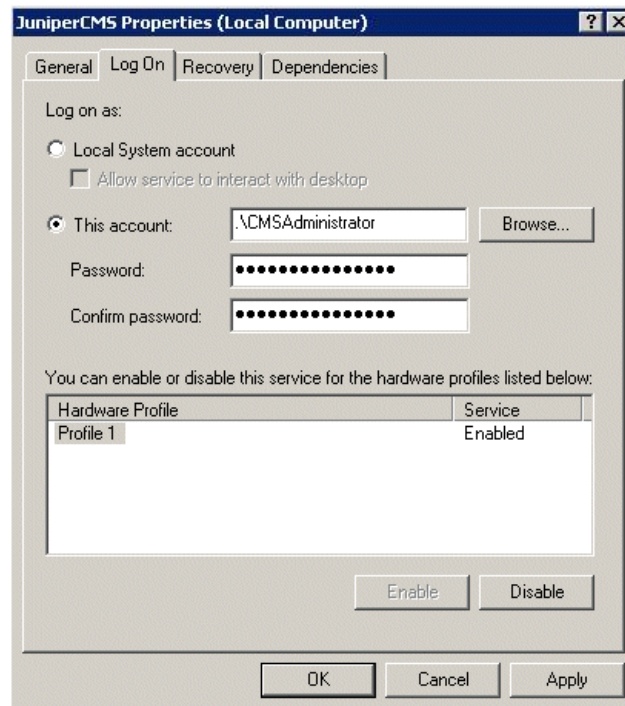 JuniperCMS Properties (Local Computer)
General Log On Recovery Dependencies
Log on as:
Local System account
Allow service to interact with desktop
This account: .\CMSAdministrator Browse...
Password: ●●●●●●●●●●●●●●●
Confirm password: ●●●●●●●●●●●●●●●
You can enable or disable this service for the hardware profiles listed below:
Hardware Profile Service
Profile 1 Enabled
Enable Disable
OK Cancel Apply